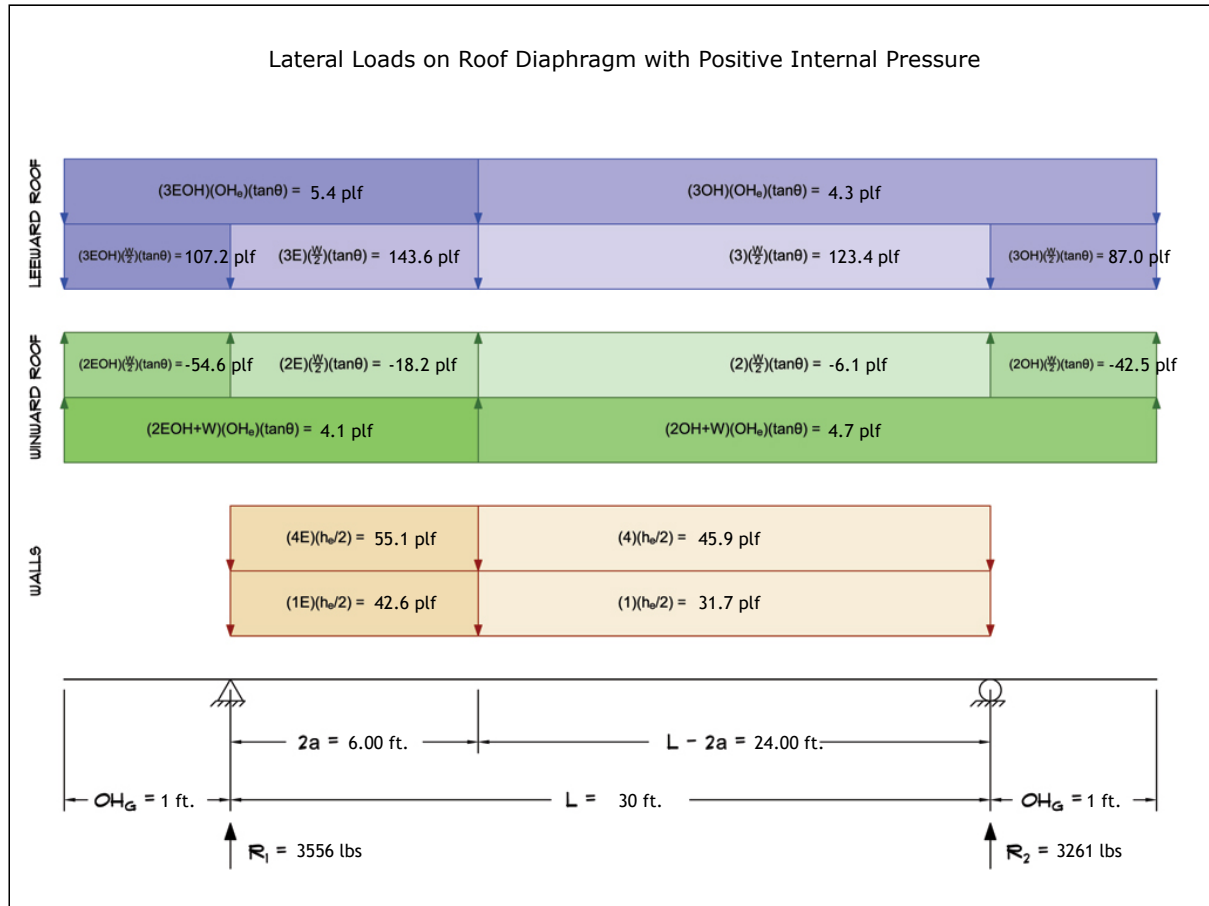 Lateral Loads on Roof Diaphragm with Positive Internal Pressure
LEEWARD ROOF
(3EOH)(OHₑ)(tanθ) = 5.4 plf
(3OH)(OHₑ)(tanθ) = 4.3 plf
(3EOH)(W/2)(tanθ) = 107.2 plf
(3E)(W/2)(tanθ) = 143.6 plf
(3)(W/2)(tanθ) = 123.4 plf
(3OH)(W/2)(tanθ) = 87.0 plf
WINWARD ROOF
(2EOH)(W/2)(tanθ) = -54.6 plf
(2E)(W/2)(tanθ) = -18.2 plf
(2)(W/2)(tanθ) = -6.1 plf
(2OH)(W/2)(tanθ) = -42.5 plf
(2EOH+W)(OHₑ)(tanθ) = 4.1 plf
(2OH+W)(OHₑ)(tanθ) = 4.7 plf
WALLS
(4E)(hₑ/2) = 55.1 plf
(4)(hₑ/2) = 45.9 plf
(1E)(hₑ/2) = 42.6 plf
(1)(hₑ/2) = 31.7 plf
2a = 6.00 ft.
L - 2a = 24.00 ft.
OH_G = 1 ft.
L = 30 ft.
OH_G = 1 ft.
R₁ = 3556 lbs
R₂ = 3261 lbs